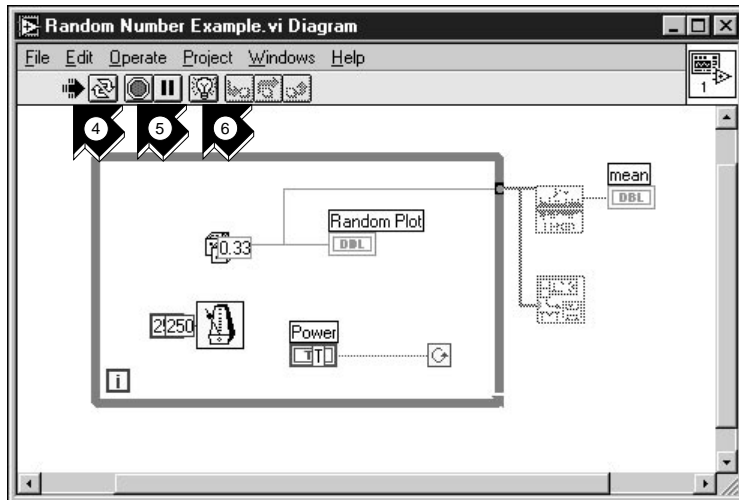 Random Number Example.vi Diagram
File Edit Operate Project Windows Help
1
4 5 6
mean
DBL
Random Plot
DBL
0.33
250
Power
T
i